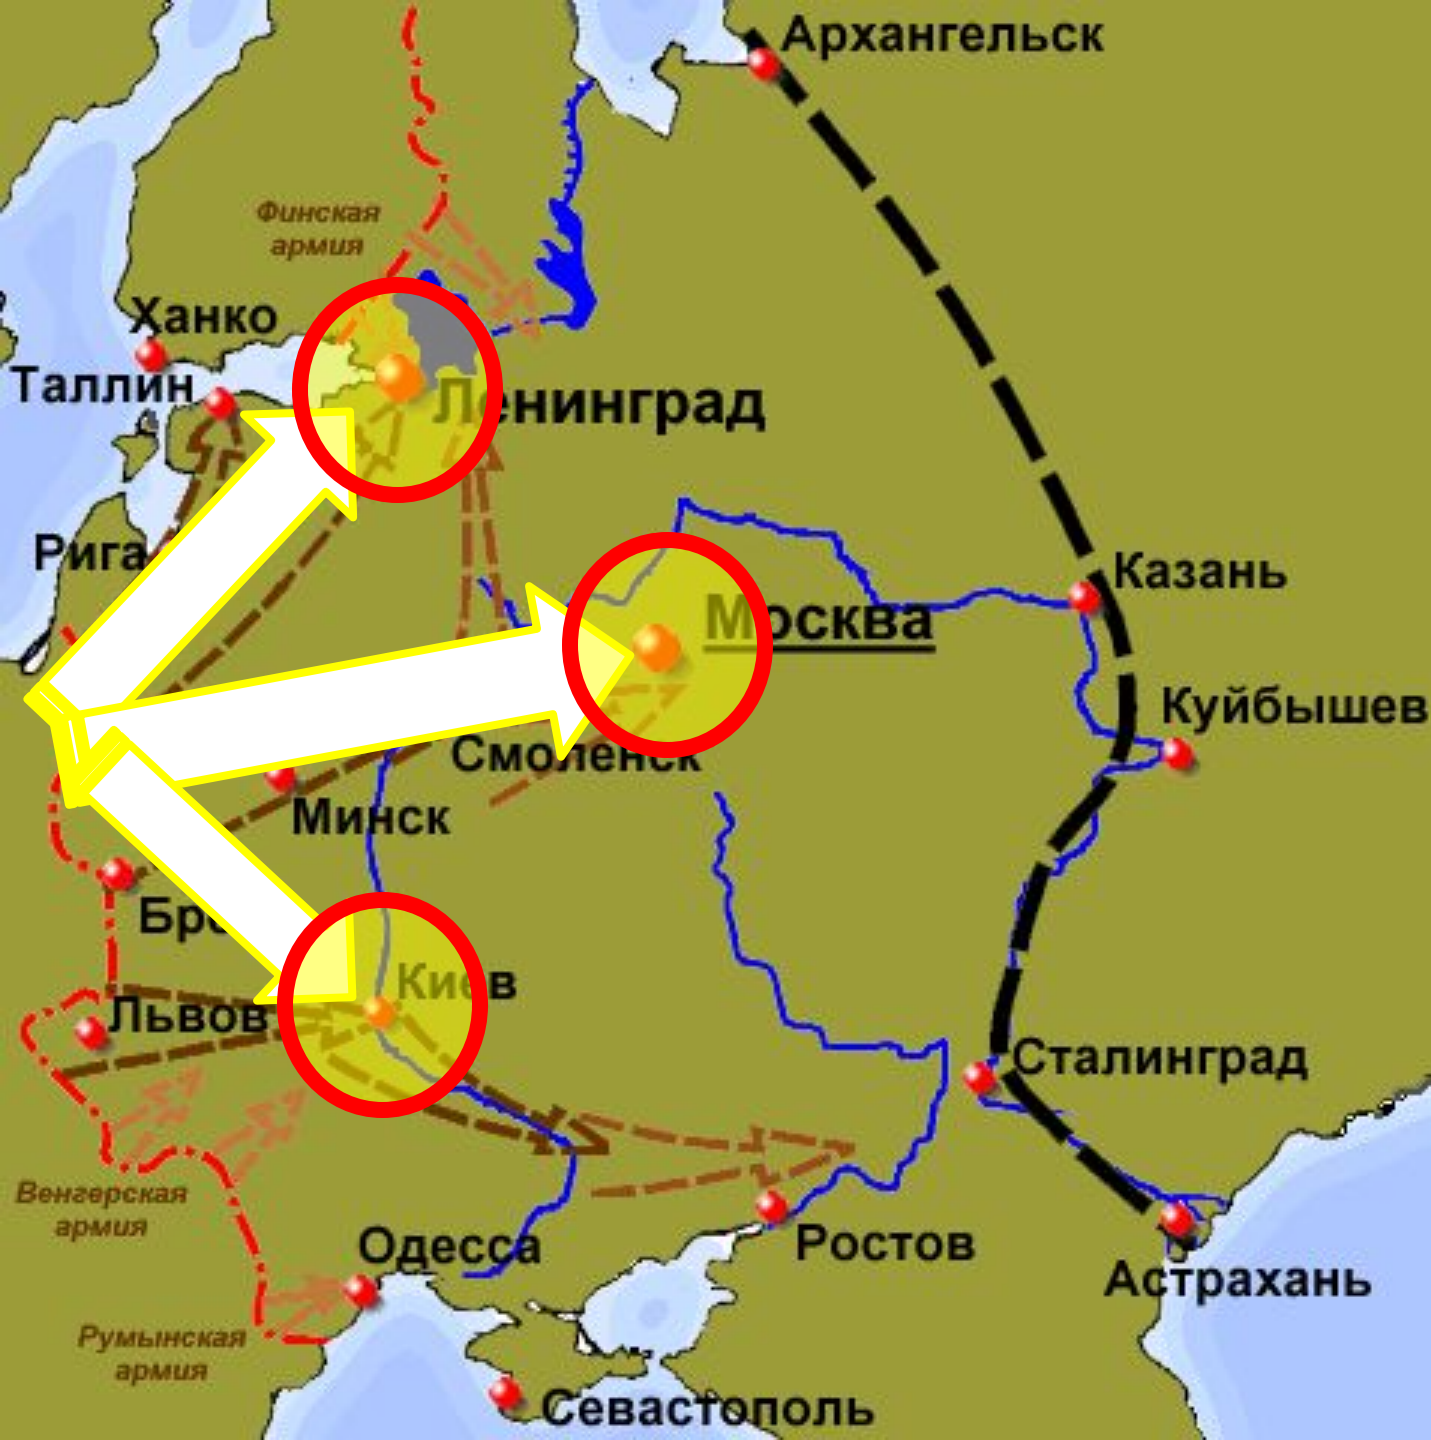 Архангельск
Финская
армия
Ханко
Таллин
Ленинград
Рига
Казань
Москва
Куйбышев
Смоленск
Минск
Киев
Львов
Сталинград
Венгерская
армия
Одесса
Ростов
Астрахань
Румынская
армия
Севастополь